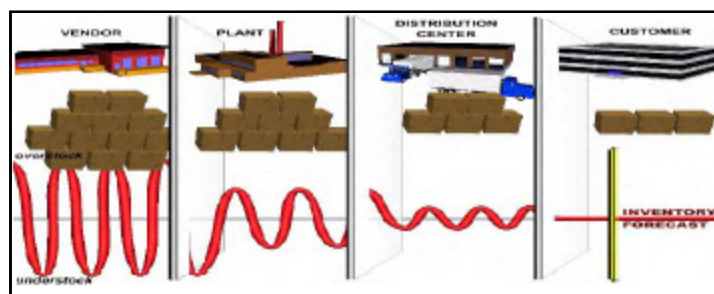 VENDOR
PLANT
DISTRIBUTION
CENTER
CUSTOMER
overstock
understock
INVENTORY
FORECAST